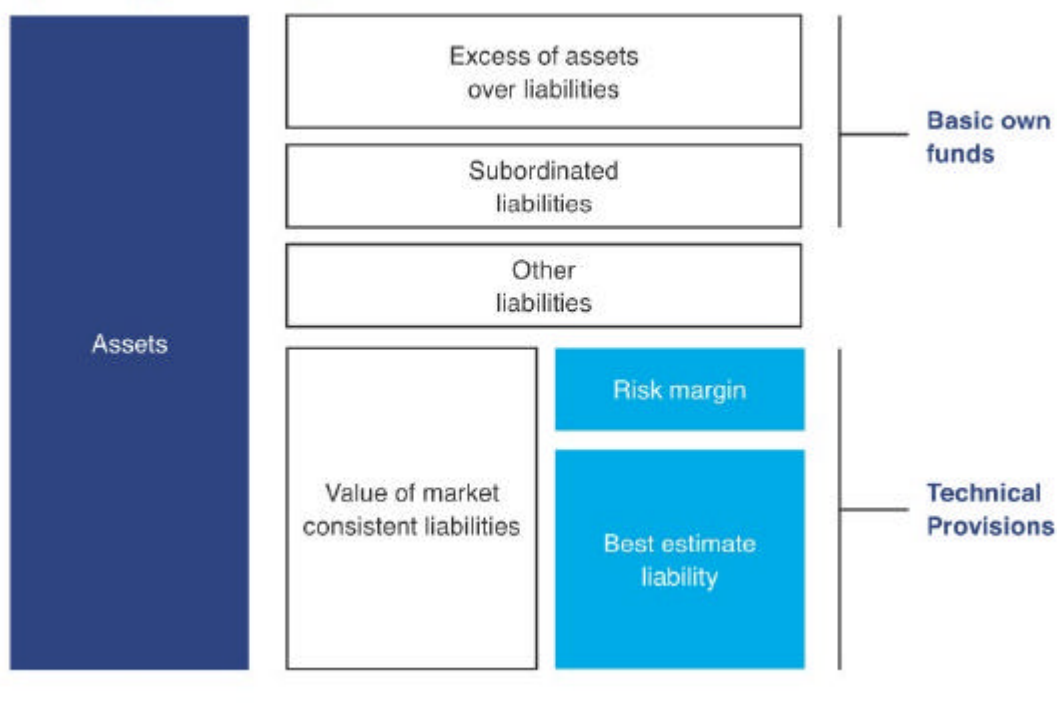 Assets
Excess of assets
over liabilities
Subordinated
liabilities
Other
liabilities
Value of market
consistent liabilities
Risk margin
Best estimate
liability
Basic own
funds
Technical
Provisions